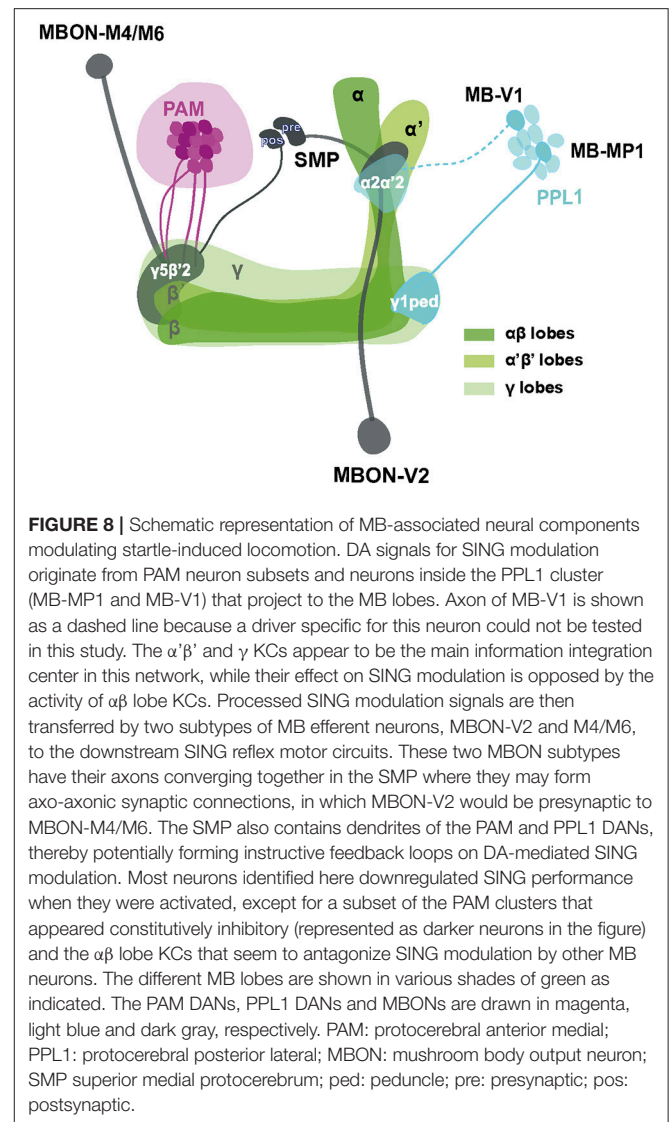 MBON-M4/M6
PAM
α
α'
MB-V1
pre
pos
SMP
MB-MP1
α2α'2
PPL1
γ5β'2
γ
β'
β
γ1ped
αβ lobes
α'β' lobes
γ lobes
MBON-V2
FIGURE 8 | Schematic representation of MB-associated neural components
modulating startle-induced locomotion. DA signals for SING modulation
originate from PAM neuron subsets and neurons inside the PPL1 cluster
(MB-MP1 and MB-V1) that project to the MB lobes. Axon of MB-V1 is shown
as a dashed line because a driver specific for this neuron could not be tested
in this study. The α'β' and γ KCs appear to be the main information integration
center in this network, while their effect on SING modulation is opposed by the
activity of αβ lobe KCs. Processed SING modulation signals are then
transferred by two subtypes of MB efferent neurons, MBON-V2 and M4/M6,
to the downstream SING reflex motor circuits. These two MBON subtypes
have their axons converging together in the SMP where they may form
axo-axonic synaptic connections, in which MBON-V2 would be presynaptic to
MBON-M4/M6. The SMP also contains dendrites of the PAM and PPL1 DANs,
thereby potentially forming instructive feedback loops on DA-mediated SING
modulation. Most neurons identified here downregulated SING performance
when they were activated, except for a subset of the PAM clusters that
appeared constitutively inhibitory (represented as darker neurons in the figure)
and the αβ lobe KCs that seem to antagonize SING modulation by other MB
neurons. The different MB lobes are shown in various shades of green as
indicated. The PAM DANs, PPL1 DANs and MBONs are drawn in magenta,
light blue and dark gray, respectively. PAM: protocerebral anterior medial;
PPL1: protocerebral posterior lateral; MBON: mushroom body output neuron;
SMP superior medial protocerebrum; ped: peduncle; pre: presynaptic; pos:
postsynaptic.